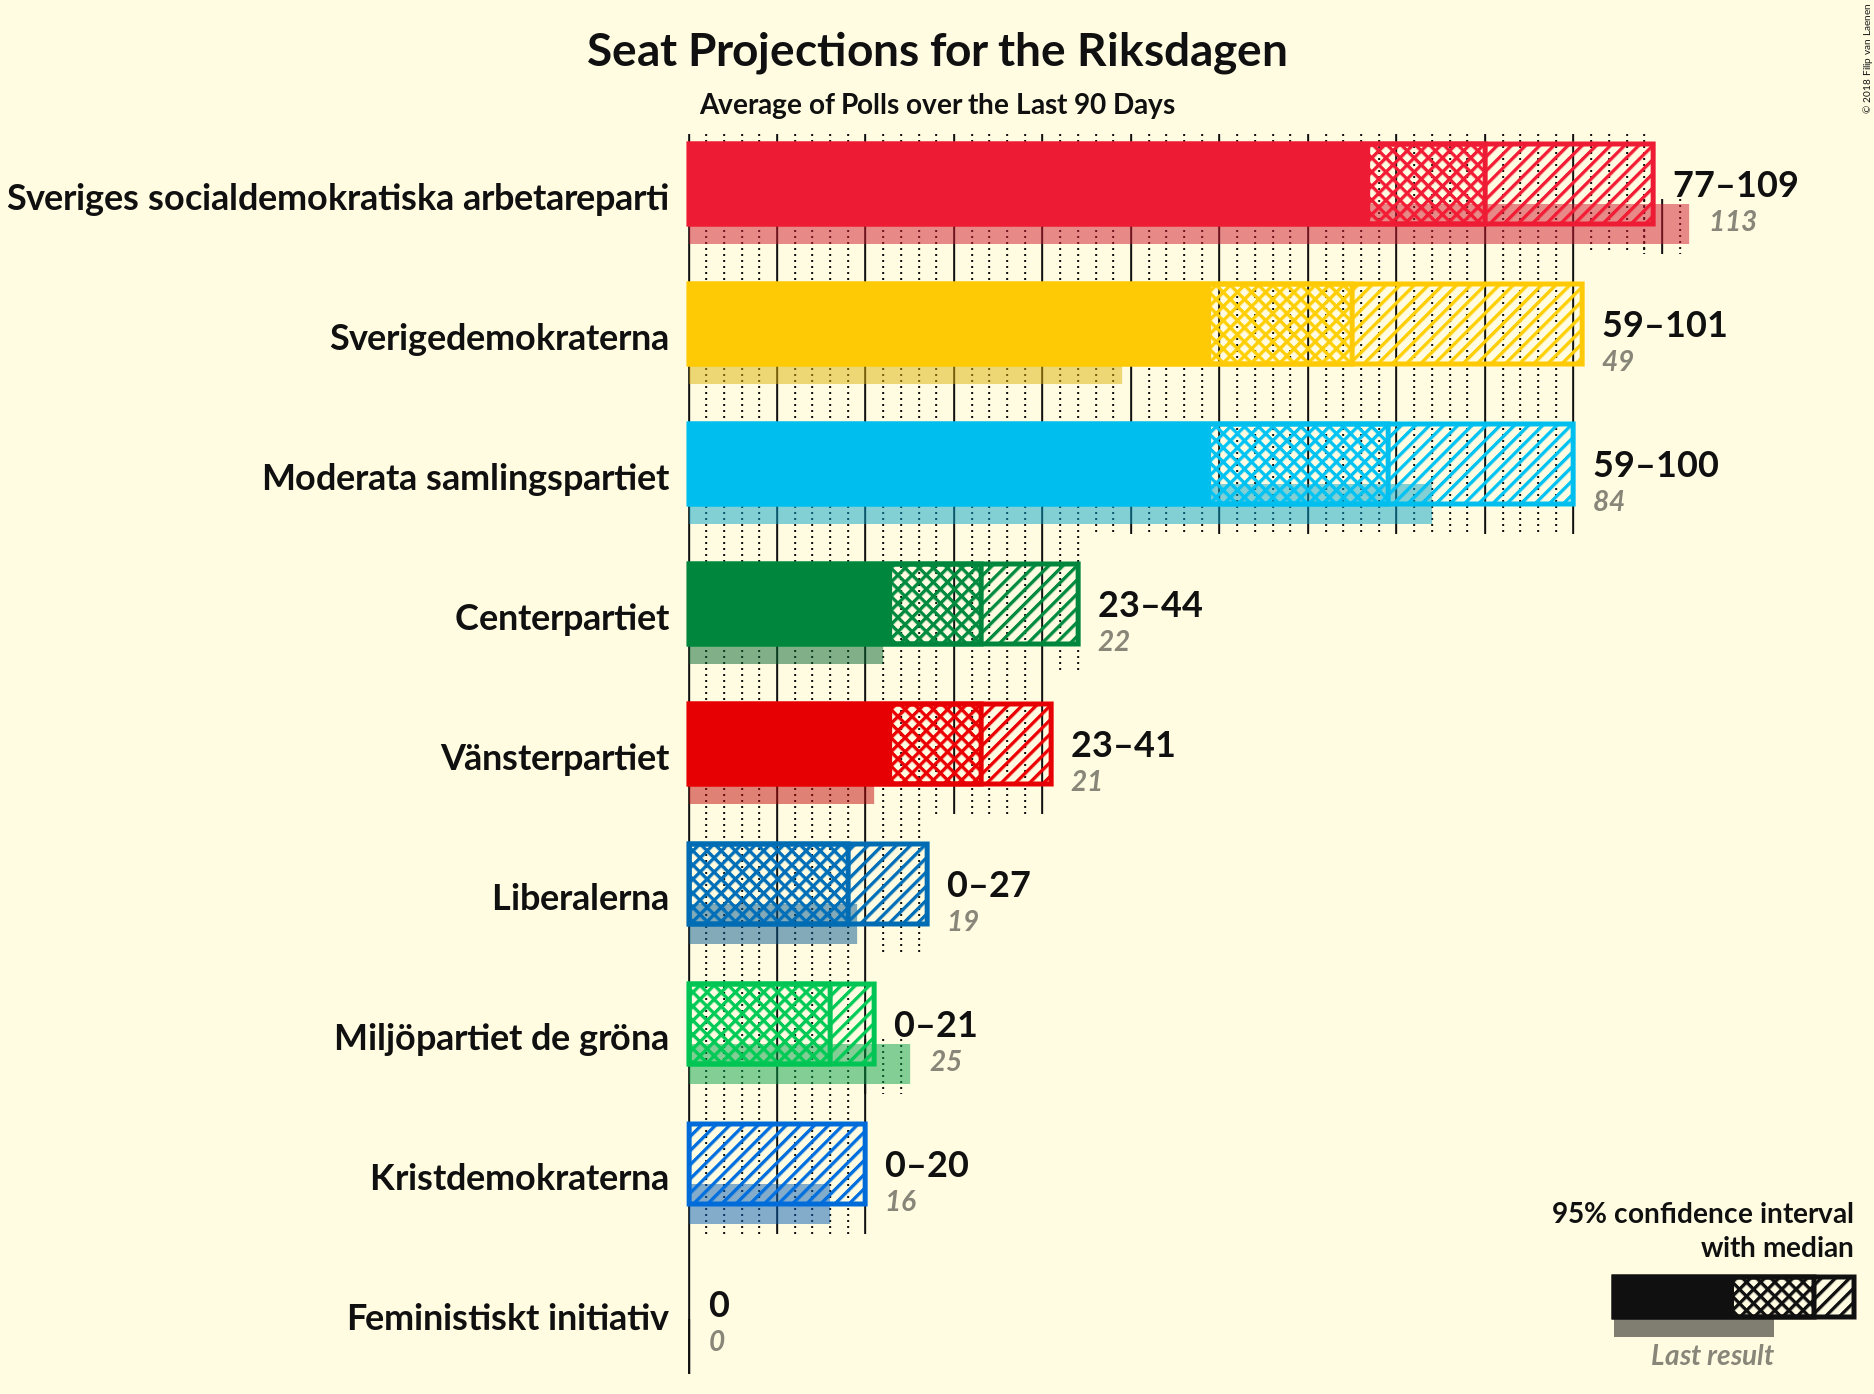 Seat Projections for the Riksdagen
Average of Polls over the Last 90 Days
© 2018 Filip van Laenen
Sveriges socialdemokratiska arbetareparti
77–109
113
Sverigedemokraterna
59–101
49
Moderata samlingspartiet
59–100
84
Centerpartiet
23–44
22
Vänsterpartiet
23–41
21
Liberalerna
0–27
19
Miljöpartiet de gröna
0–21
25
Kristdemokraterna
0–20
16
Feministiskt initiativ
0
0
95% confidence interval
with median
Last result